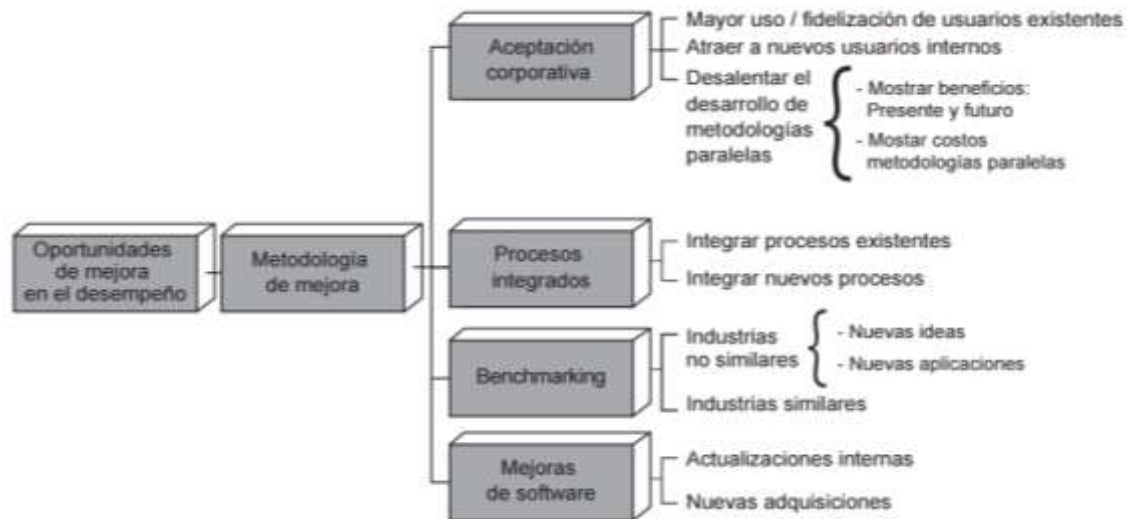 Oportunidades
de mejora
en el desempeño
Metodología
de mejora
Aceptación
corporativa
Mayor uso / fidelización de usuarios existentes
Atraer a nuevos usuarios internos
Desalentar el
desarrollo de
metodologías
paralelas
- Mostrar beneficios:
Presente y futuro
- Mostar costos
metodologías paralelas
Procesos
integrados
Integrar procesos existentes
Integrar nuevos procesos
Benchmarking
Industrias
no similares
- Nuevas ideas
- Nuevas aplicaciones
Industrias similares
Mejoras
de software
Actualizaciones internas
Nuevas adquisiciones